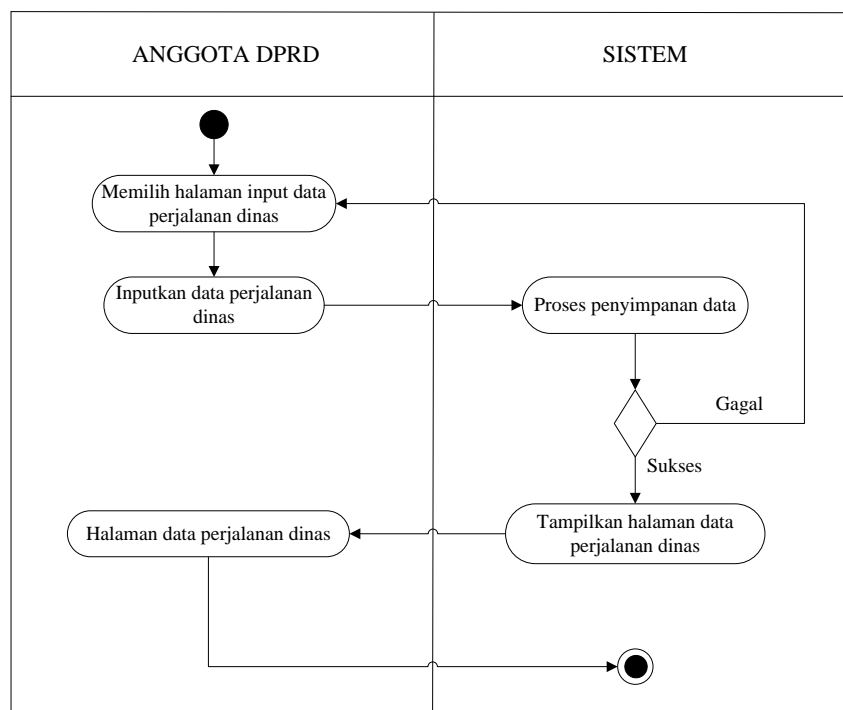 ANGGOTA DPRD
SISTEM
Memilih halaman input data
perjalanan dinas
Inputkan data perjalanan
dinas
Proses penyimpanan data
Gagal
Sukses
Halaman data perjalanan dinas
Tampilkan halaman data
perjalanan dinas